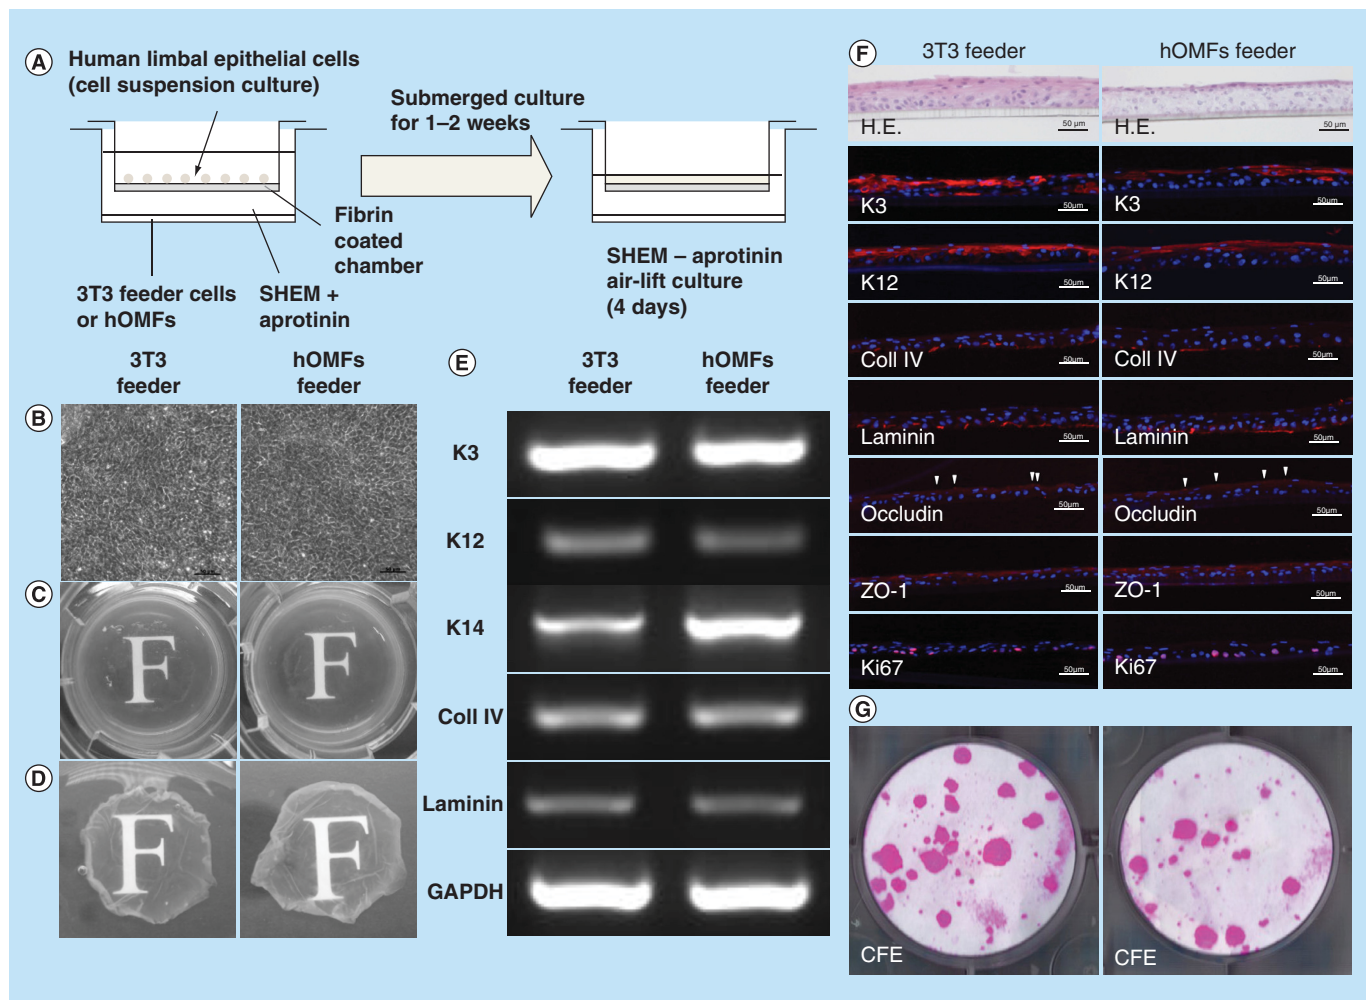 A
Human limbal epithelial cells
(cell suspension culture)
Submerged culture
for 1–2 weeks
Fibrin
coated
chamber
3T3 feeder cells
or hOMFs
SHEM +
aprotinin
SHEM – aprotinin
air-lift culture
(4 days)
3T3
feeder
hOMFs
feeder
B
C
F
F
D
F
F
E
3T3
feeder
hOMFs
feeder
K3
K12
K14
Coll IV
Laminin
GAPDH
F
3T3 feeder
hOMFs feeder
H.E.
50 µm
H.E.
50 µm
K3
50µm
K3
50µm
K12
50µm
K12
50µm
Coll IV
50µm
Coll IV
50µm
Laminin
50µm
Laminin
50µm
Occludin
50µm
Occludin
50µm
ZO-1
50µm
ZO-1
50µm
Ki67
50µm
Ki67
50µm
G
CFE
CFE